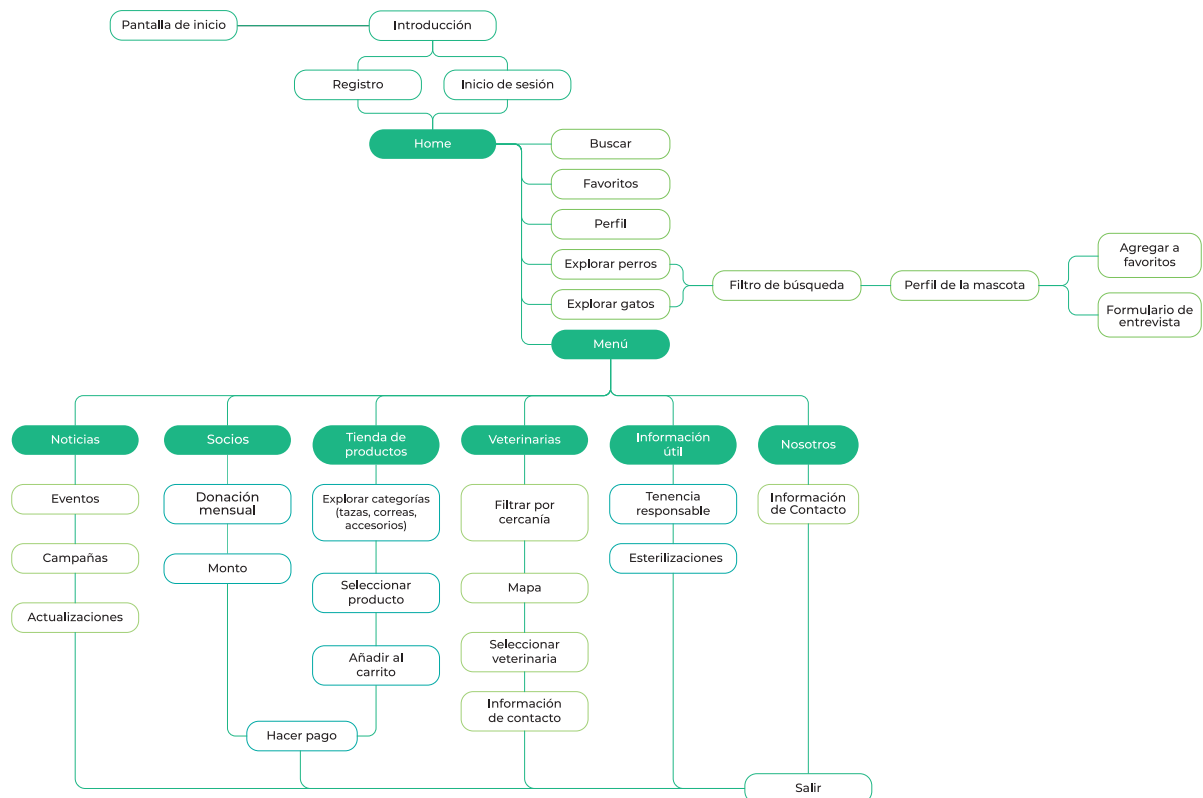 Pantalla de inicio
Introducción
Registro
Inicio de sesión
Home
Buscar
Favoritos
Perfil
Explorar perros
Explorar gatos
Filtro de búsqueda
Perfil de la mascota
Agregar a
favoritos
Formulario de
entrevista
Menú
Noticias
Eventos
Campañas
Actualizaciones
Socios
Donación
mensual
Monto
Tienda de
productos
Explorar categorías
(tazas, correas,
accesorios)
Seleccionar
producto
Añadir al
carrito
Hacer pago
Veterinarias
Filtrar por
cercanía
Mapa
Seleccionar
veterinaria
Información
de contacto
Información
útil
Tenencia
responsable
Esterilizaciones
Nosotros
Información
de Contacto
Salir